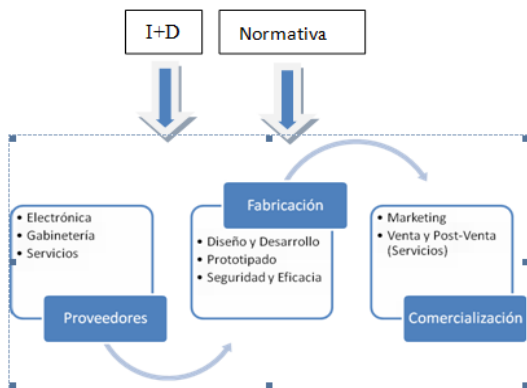 I+D
Normativa
• Electrónica
• Gabinetería
• Servicios
Proveedores
Fabricación
• Diseño y Desarrollo
• Prototipado
• Seguridad y Eficacia
• Marketing
• Venta y Post-Venta
(Servicios)
Comercialización